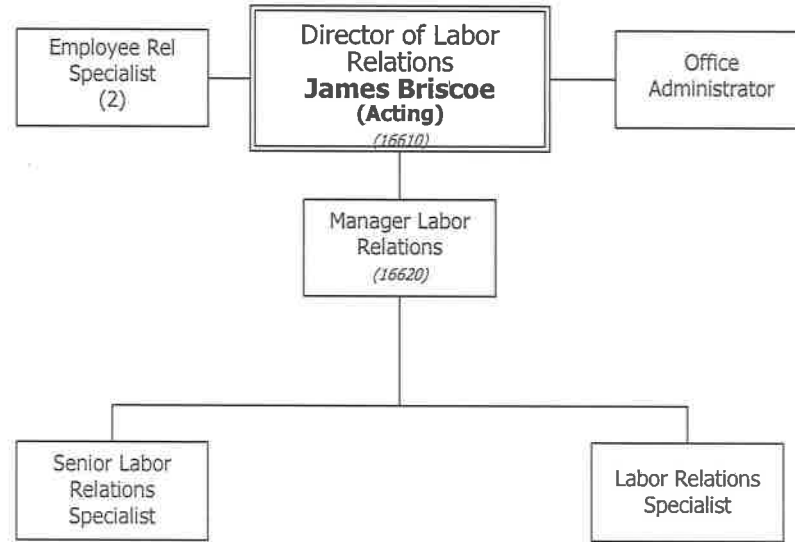 Employee Rel
Specialist
(2)
Director of Labor
Relations
James Briscoe
(Acting)
(16610)
Office
Administrator
Manager Labor
Relations
(16620)
Senior Labor
Relations
Specialist
Labor Relations
Specialist